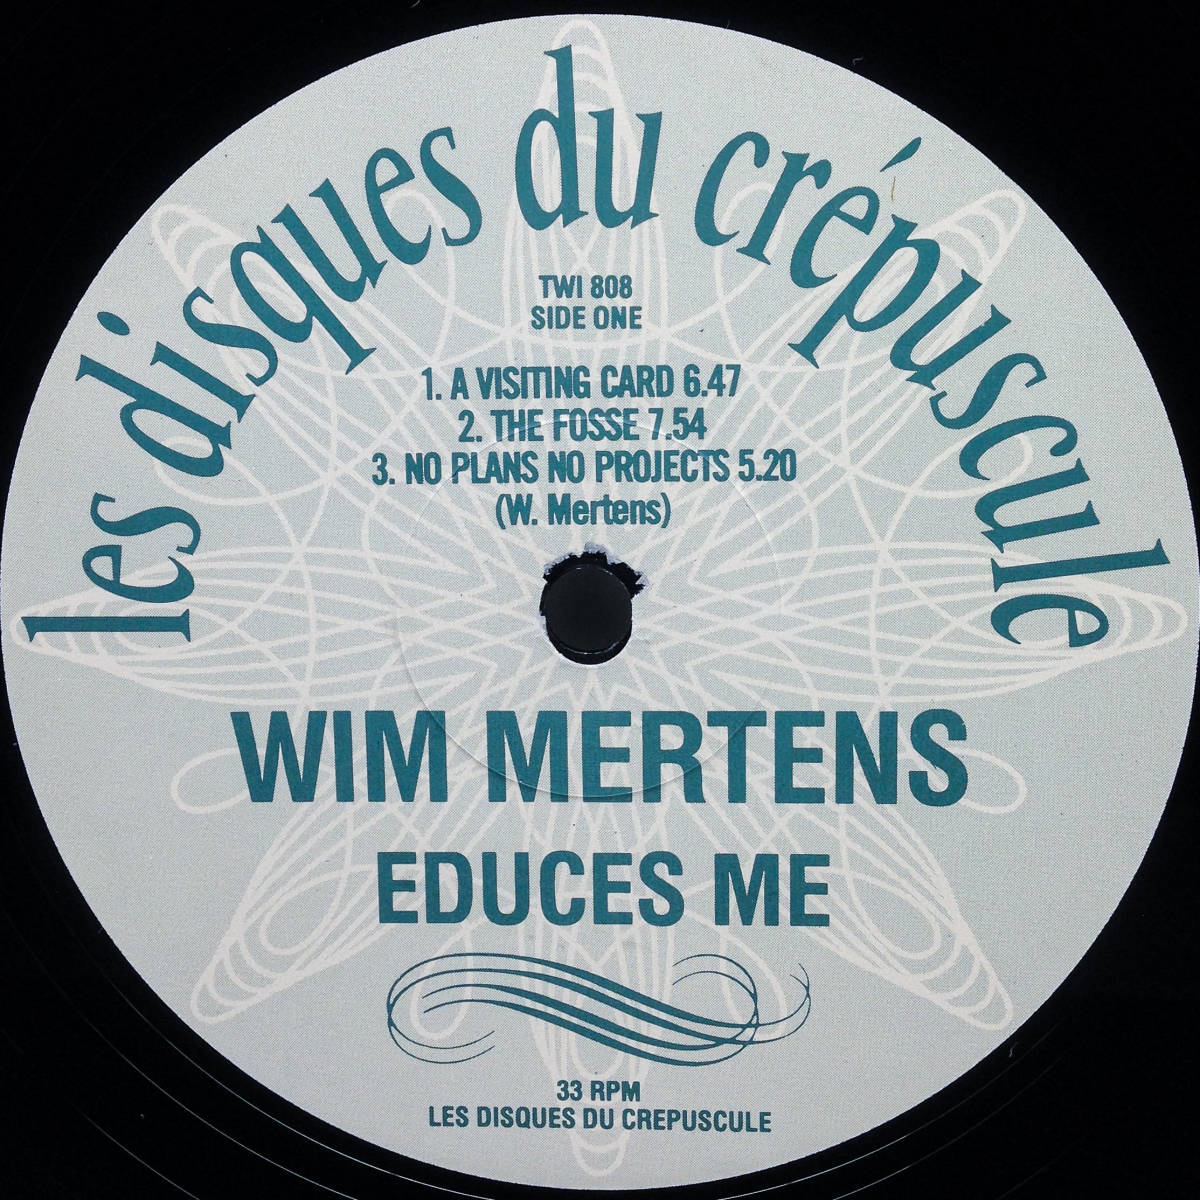 les disques du crépuscule
TWI 808
SIDE ONE
1. A VISITING CARD 6.47
2. THE FOSSE 7.54
3. NO PLANS NO PROJECTS 5.20
(W. Mertens)
WIM MERTENS
EDUCES ME
33 RPM
LES DISQUES DU CREPUSCULE